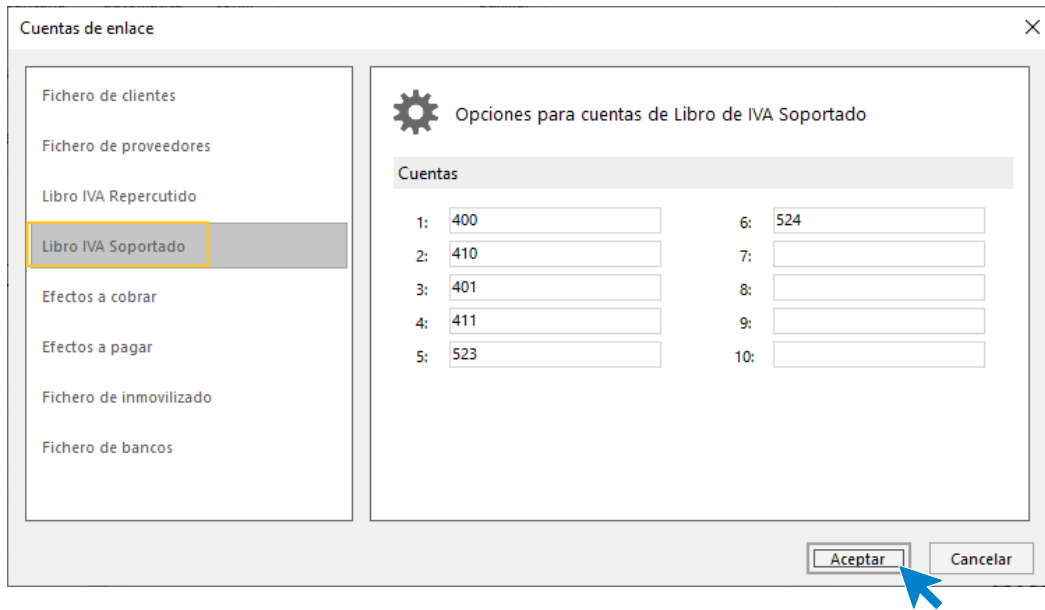 Cuentas de enlace
Fichero de clientes
Fichero de proveedores
Libro IVA Repercutido
Libro IVA Soportado
Efectos a cobrar
Efectos a pagar
Fichero de inmovilizado
Fichero de bancos
Opciones para cuentas de Libro de IVA Soportado
Cuentas
1: 400
2: 410
3: 401
4: 411
5: 523
6: 524
7:
8:
9:
10:
Aceptar
Cancelar